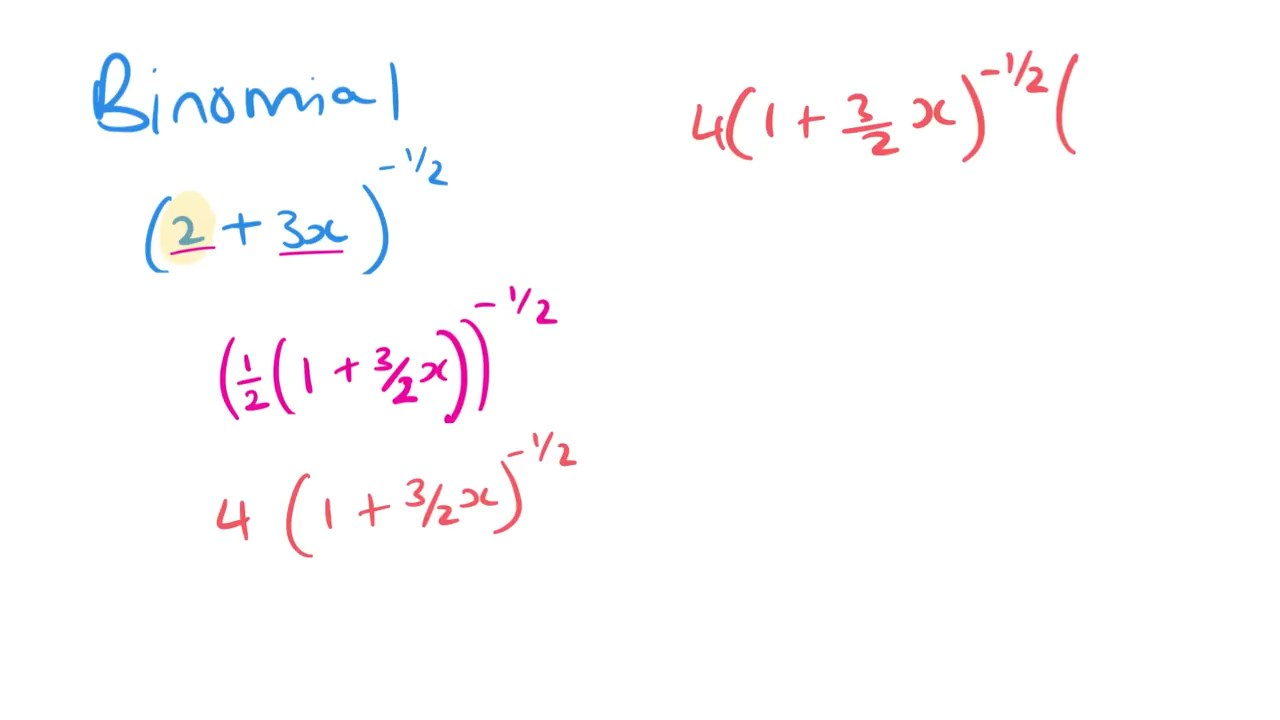 Binomial
(2 + 3x)^-1/2
(1/2(1 + 3/2x))^-1/2
4 (1 + 3/2x)^-1/2
4(1 + 3/2 x)^-1/2 (